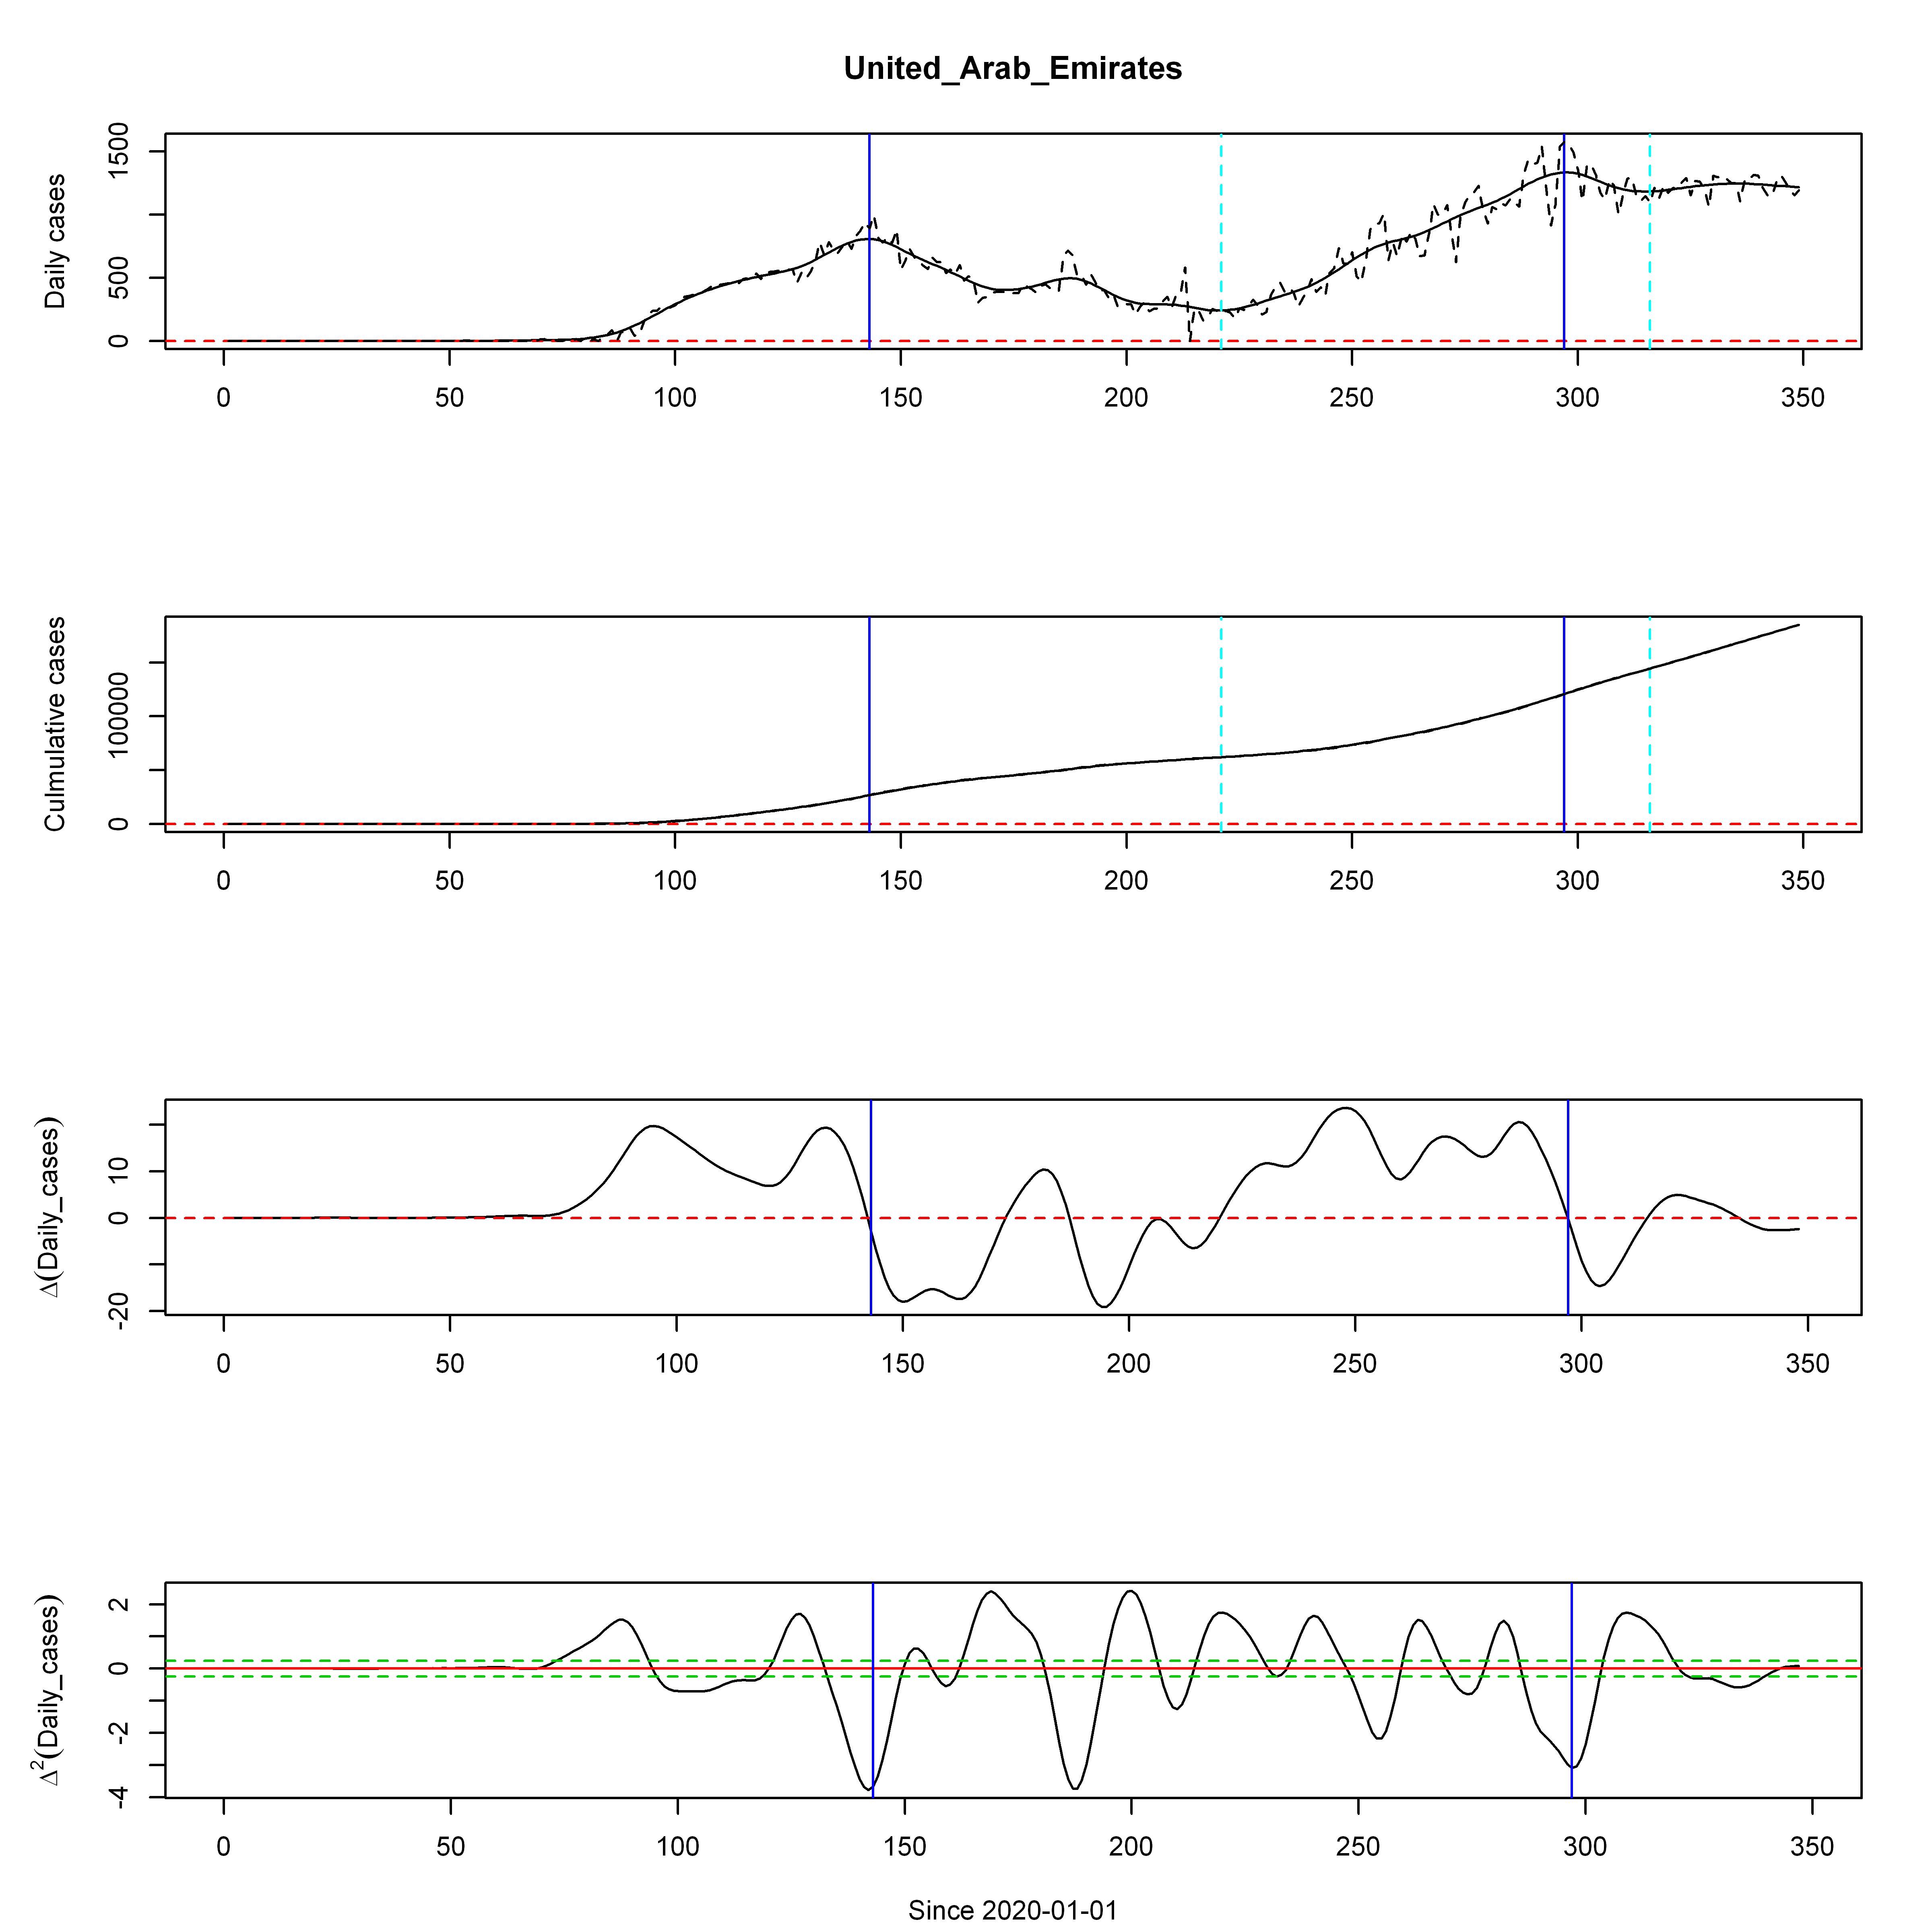 United_Arab_Emirates
Daily cases
0 500 1500
0 50 100 150 200 250 300 350
Culmulative cases
0 100000
0 50 100 150 200 250 300 350
Δ(Daily_cases)
-20 0 10
0 50 100 150 200 250 300 350
Δ²(Daily_cases)
-4 -2 0 2
0 50 100 150 200 250 300 350
Since 2020-01-01